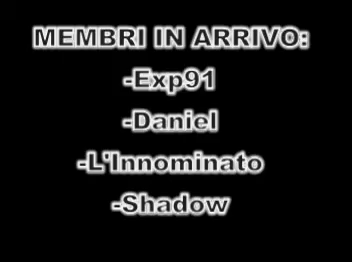 MEMBRI IN ARRIVO:
-Exp91
-Daniel
-L'Innominato
-Shadow